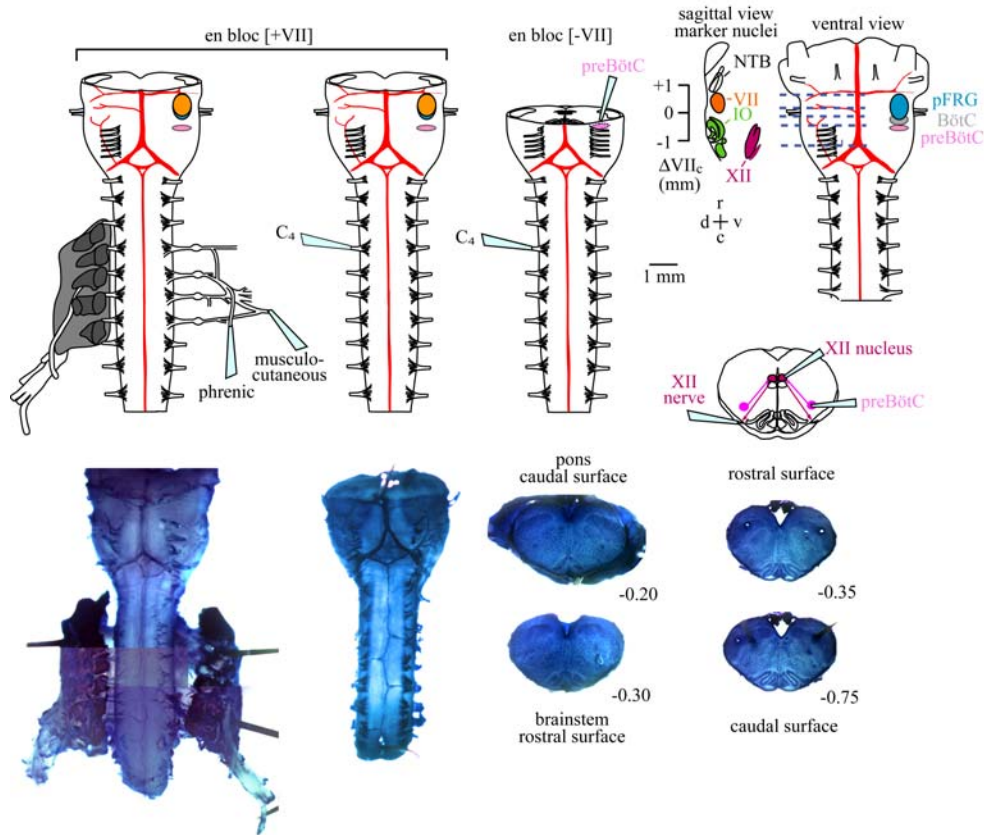 en bloc [+VII]
en bloc [-VII]
preBötC
sagittal view
marker nuclei
ventral view
NTB
+1
0
-1
VII
IO
XII
ΔVIIc
(mm)
r
d v
c
pFRG
BötC
preBötC
C4
C4
1 mm
musculo-
cutaneous
phrenic
XII nucleus
XII
nerve
preBötC
pons
caudal surface
rostral surface
-0.20
-0.35
-0.30
-0.75
brainstem
rostral surface
caudal surface